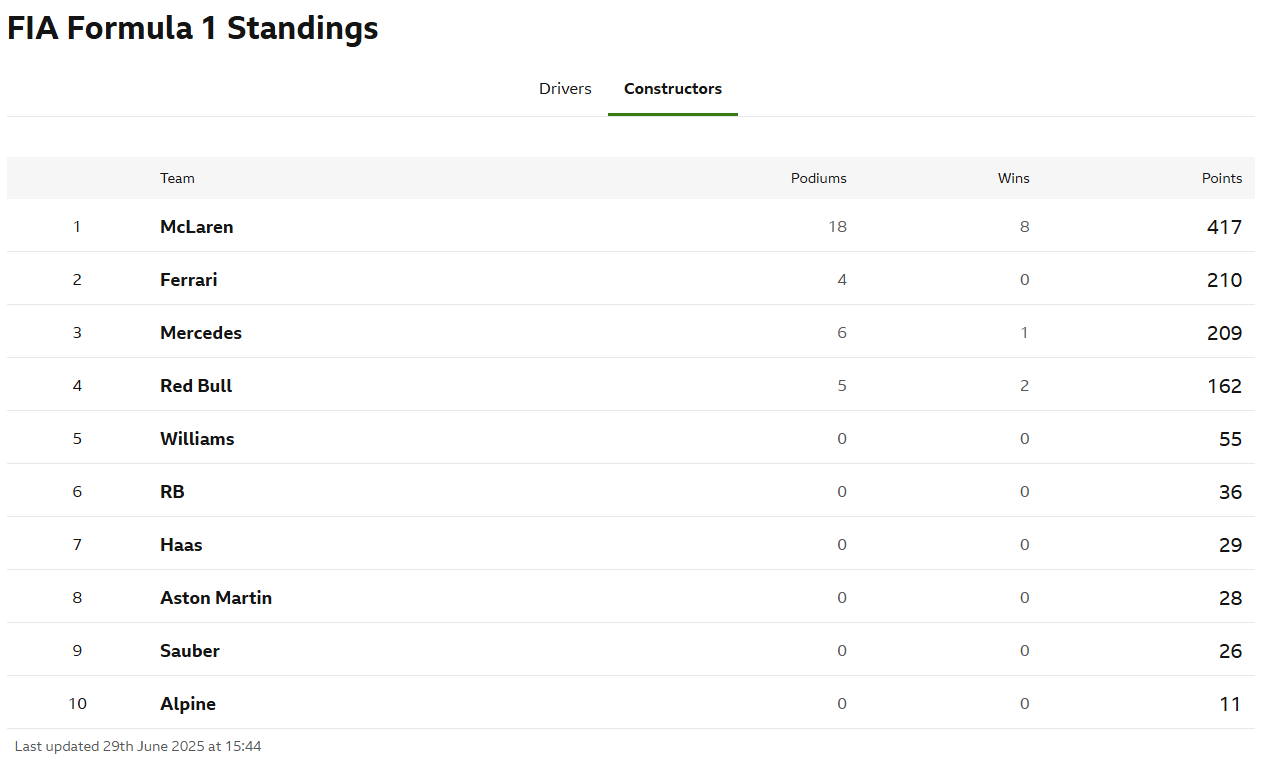 FIA Formula 1 Standings
Drivers Constructors
Team Podiums Wins Points
1 McLaren 18 8 417
2 Ferrari 4 0 210
3 Mercedes 6 1 209
4 Red Bull 5 2 162
5 Williams 0 0 55
6 RB 0 0 36
7 Haas 0 0 29
8 Aston Martin 0 0 28
9 Sauber 0 0 26
10 Alpine 0 0 11
Last updated 29th June 2025 at 15:44